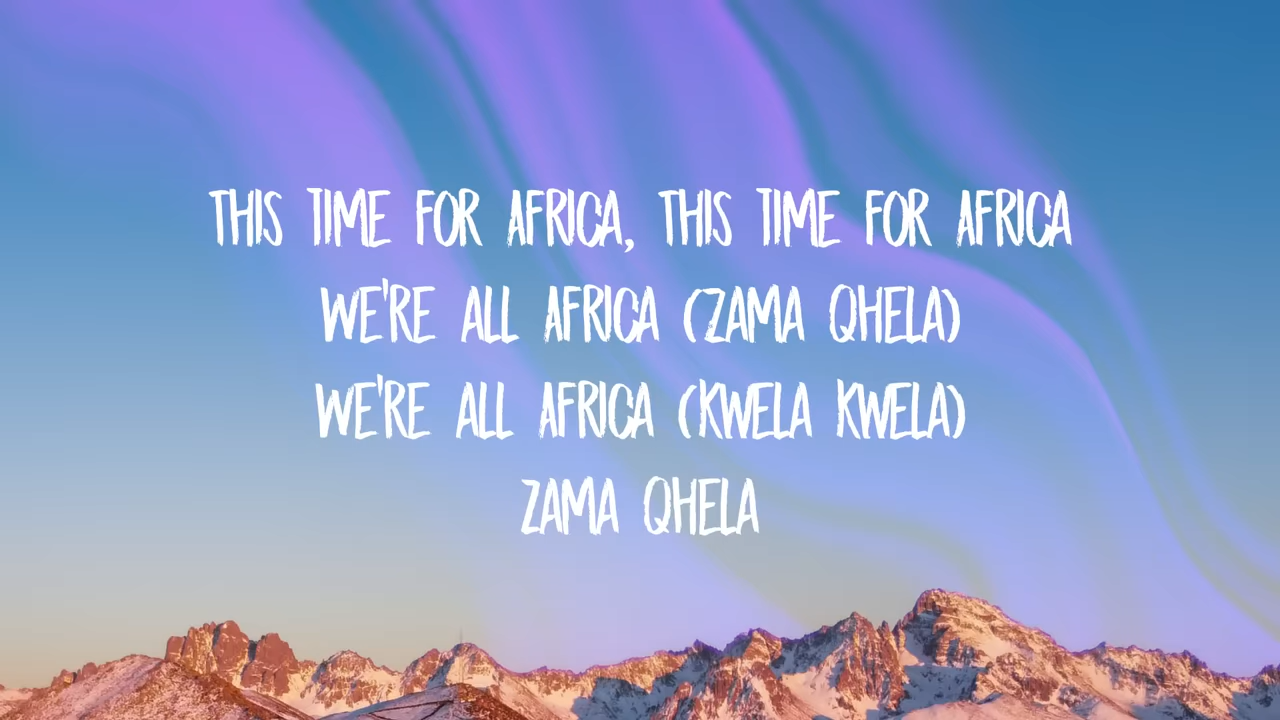 THIS TIME FOR AFRICA, THIS TIME FOR AFRICA
WE'RE ALL AFRICA (ZAMA QHELA)
WE'RE ALL AFRICA (KWELA KWELA)
ZAMA QHELA